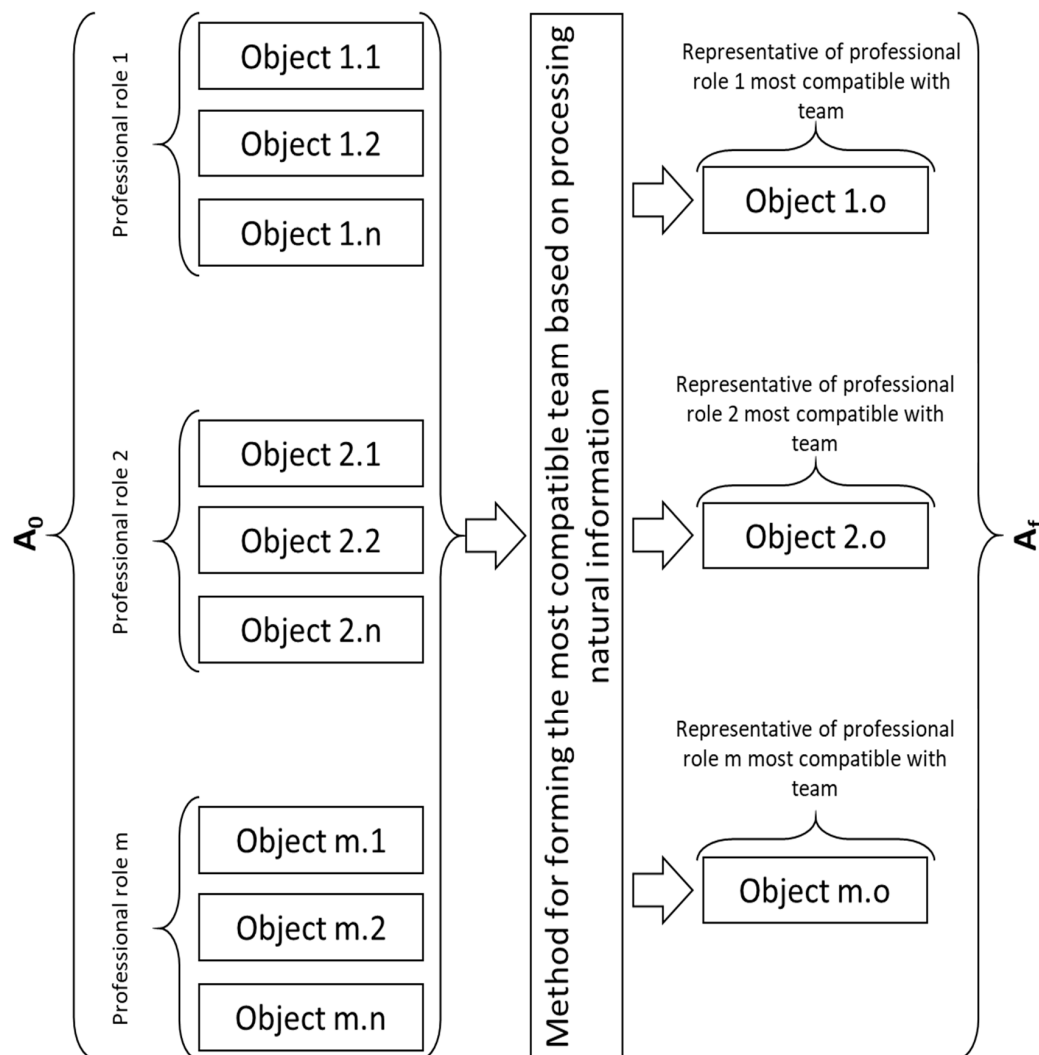 A₀
Professional role 1
Object 1.1
Object 1.2
Object 1.n
Professional role 2
Object 2.1
Object 2.2
Object 2.n
Professional role m
Object m.1
Object m.2
Object m.n
Method for forming the most compatible team based on processing
natural information
Representative of professional
role 1 most compatible with
team
Object 1.o
Representative of professional
role 2 most compatible with
team
Object 2.o
Representative of professional
role m most compatible with
team
Object m.o
A_f